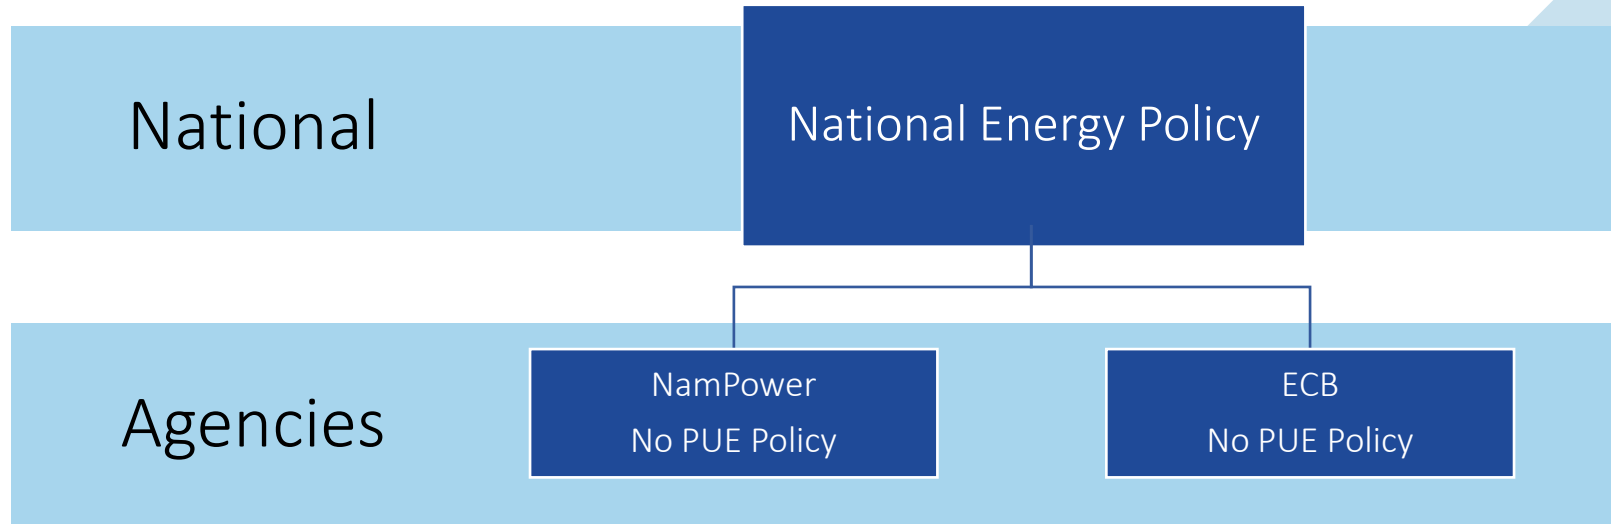 National
National Energy Policy
Agencies
NamPower
No PUE Policy
ECB
No PUE Policy